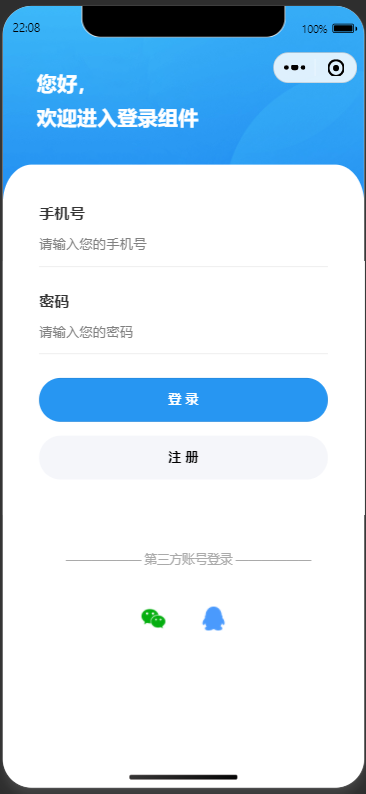 22:08
100%
您好，
欢迎进入登录组件
手机号
请输入您的手机号
密码
请输入您的密码
登 录
注 册
第三方账号登录